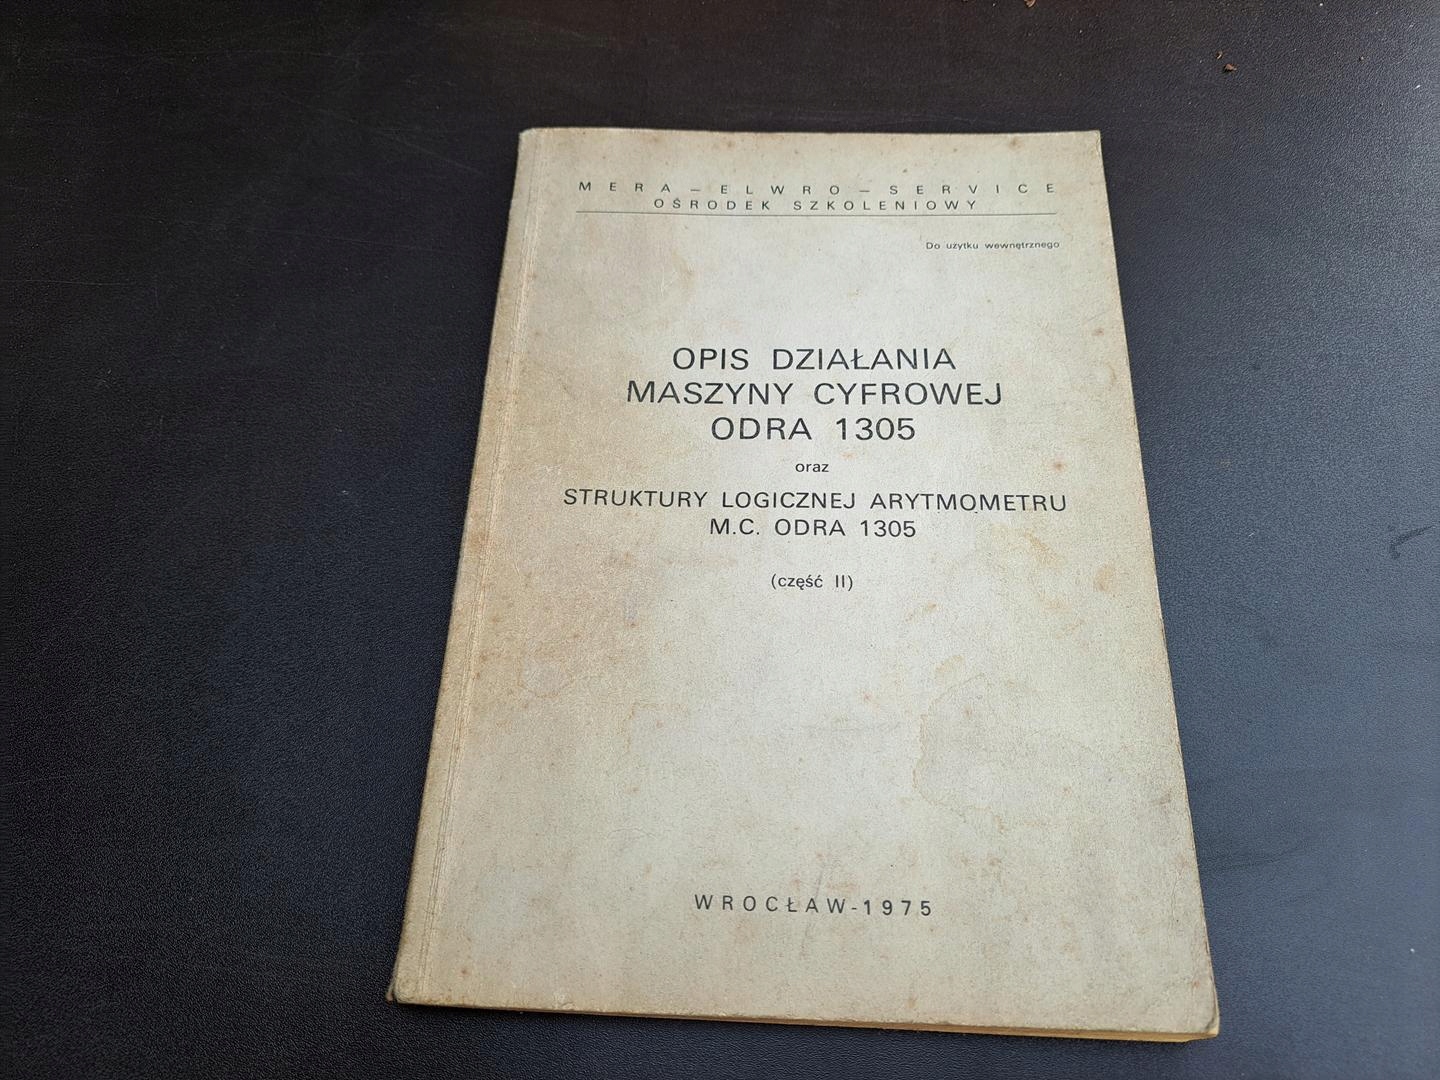 MERA – ELWRO – SERVICE
OŚRODEK SZKOLENIOWY
Do użytku wewnętrznego
OPIS DZIAŁANIA
MASZYNY CYFROWEJ
ODRA 1305
oraz
STRUKTURY LOGICZNEJ ARYTMOMETRU
M.C. ODRA 1305
(część II)
WROCŁAW-1975